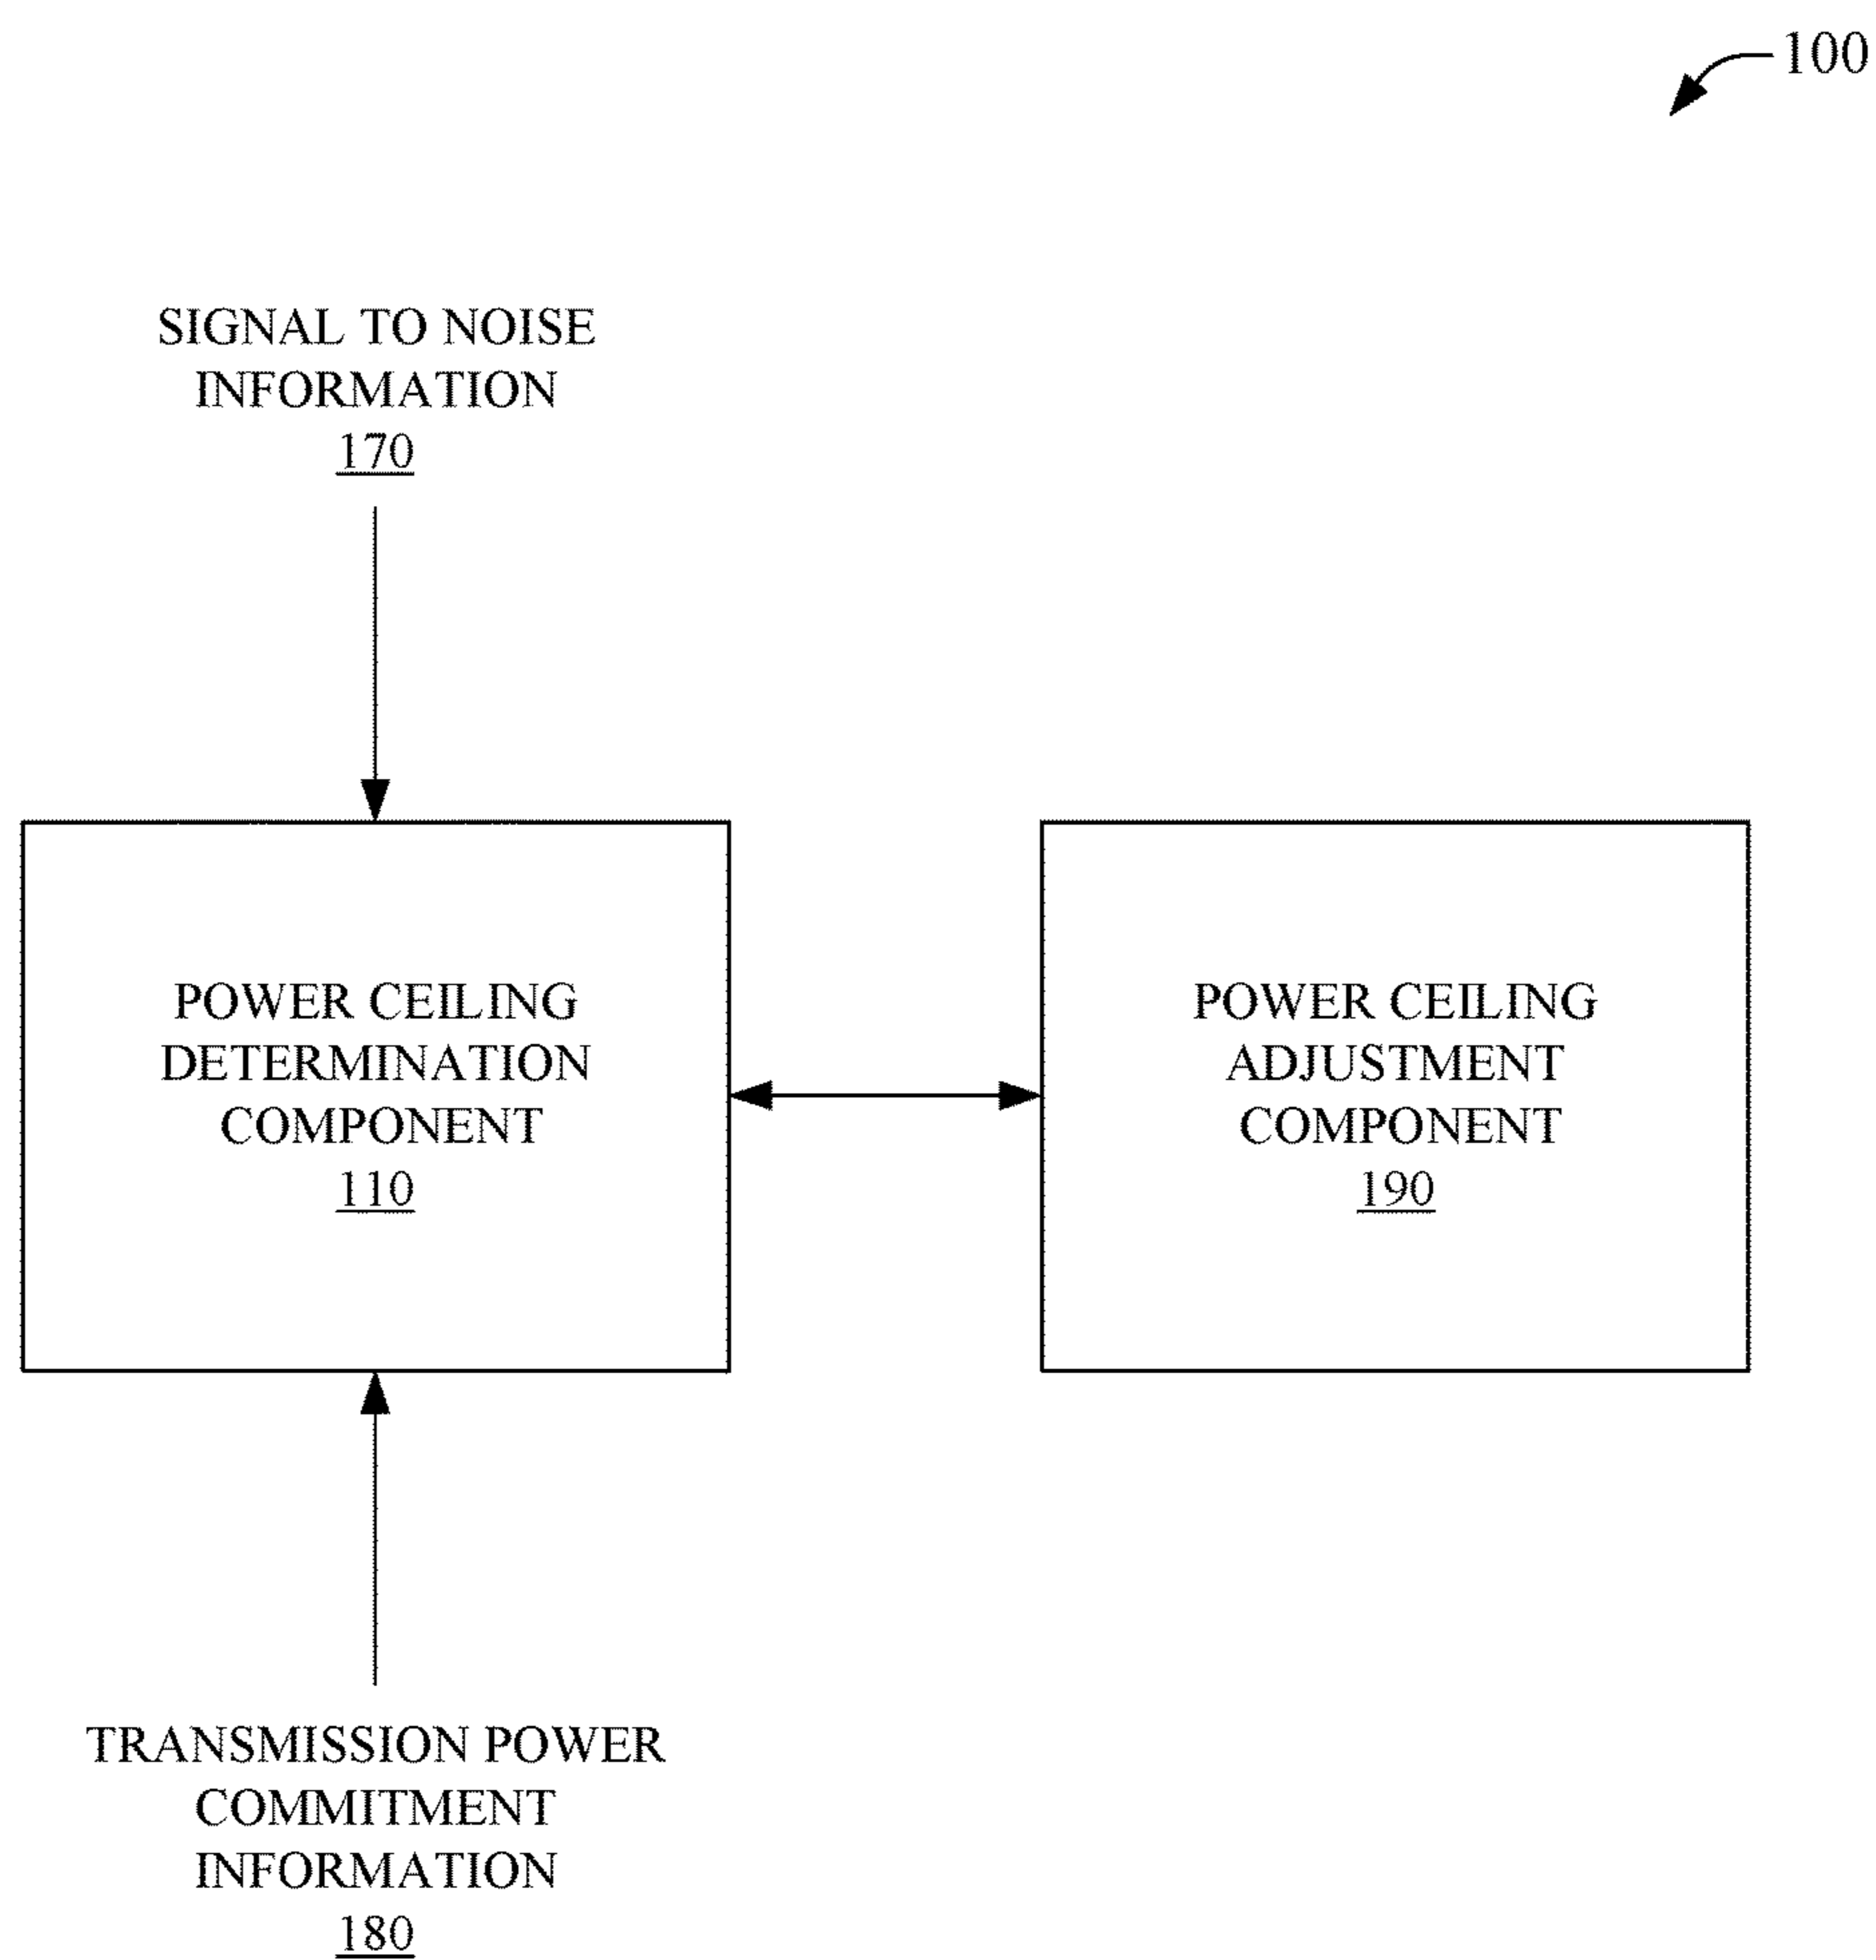 100
SIGNAL TO NOISE
INFORMATION
170
POWER CEILING
DETERMINATION
COMPONENT
110
POWER CEILING
ADJUSTMENT
COMPONENT
190
TRANSMISSION POWER
COMMITMENT
INFORMATION
180